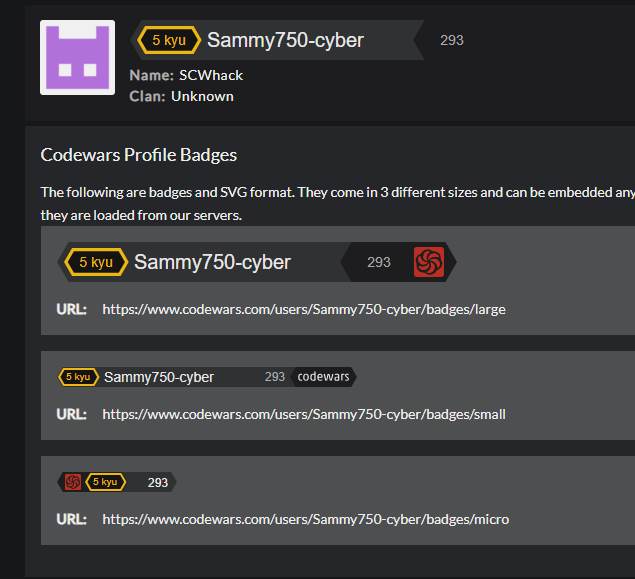 5 kyu Sammy750-cyber 293
Name: SCWhack
Clan: Unknown
Codewars Profile Badges
The following are badges and SVG format. They come in 3 different sizes and can be embedded any
they are loaded from our servers.
5 kyu Sammy750-cyber 293
URL: https://www.codewars.com/users/Sammy750-cyber/badges/large
5 kyu Sammy750-cyber 293 codewars
URL: https://www.codewars.com/users/Sammy750-cyber/badges/small
5 kyu 293
URL: https://www.codewars.com/users/Sammy750-cyber/badges/micro